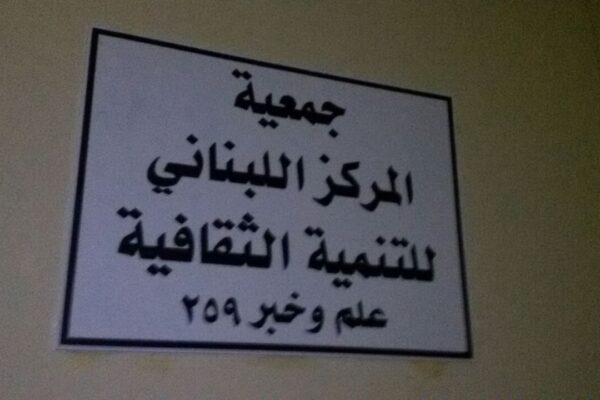 جمعية
المركز اللبناني
للتنمية الثقافية
علم وخبر ٢٥٩